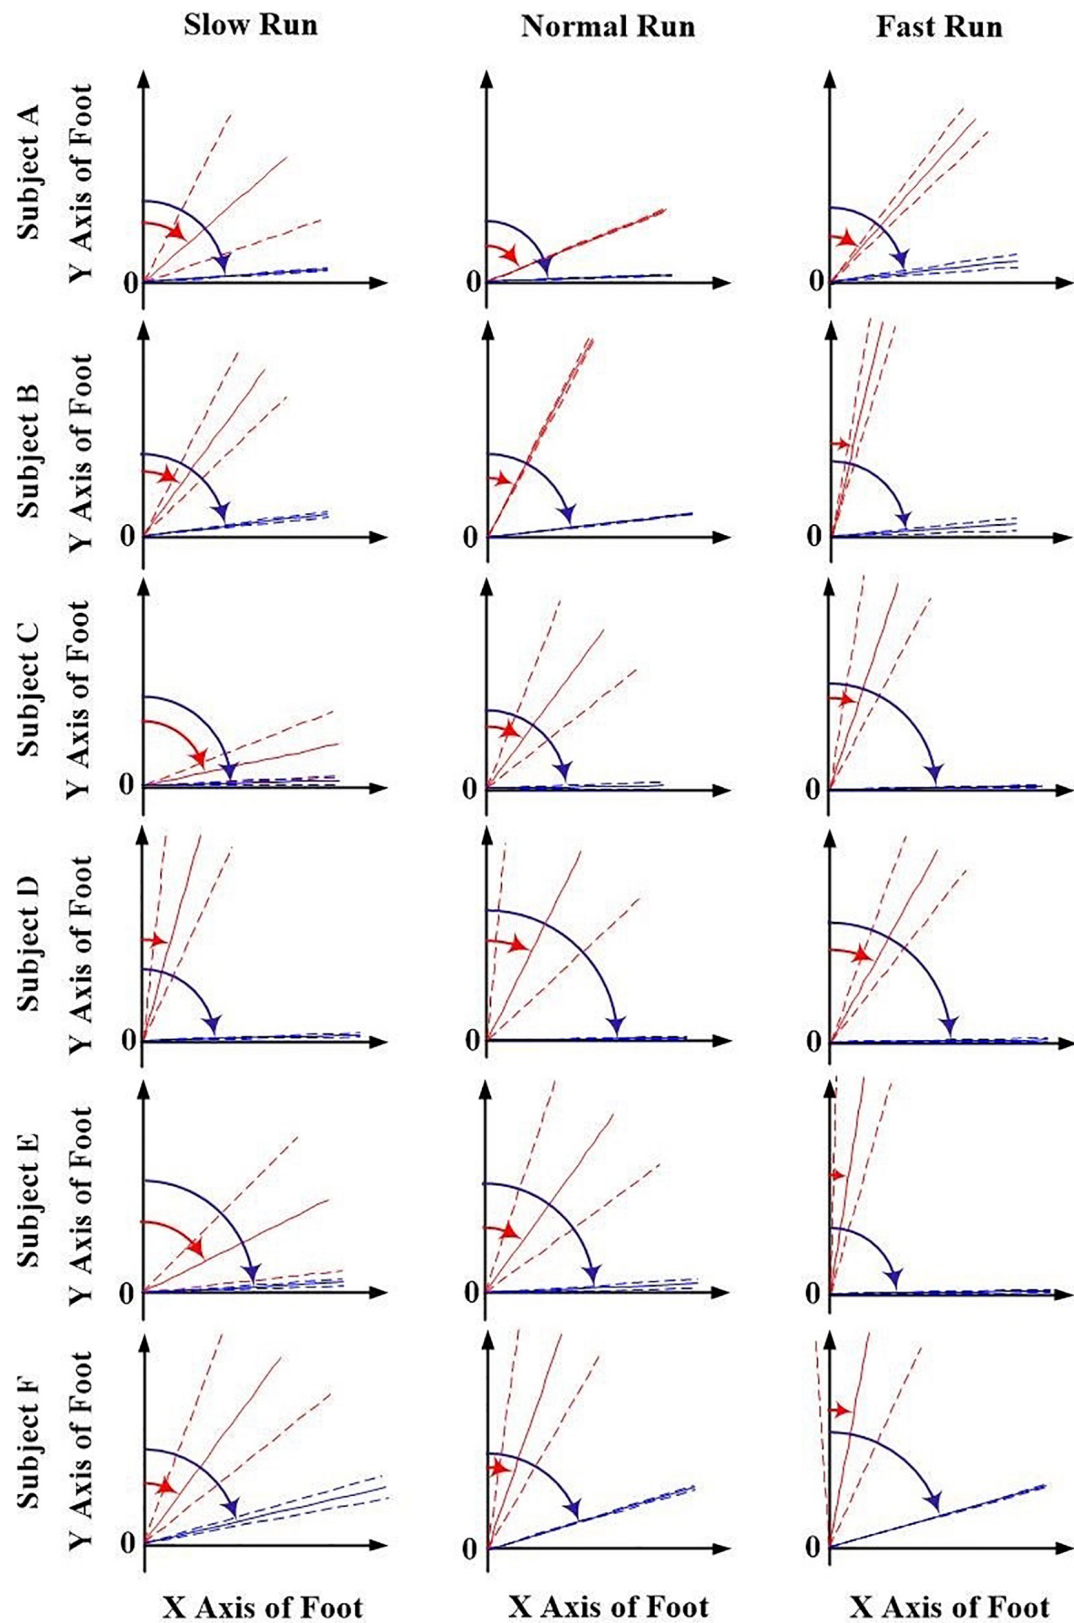 Slow Run Normal Run Fast Run
Subject A Y Axis of Foot 0 0 0
Subject B Y Axis of Foot 0 0 0
Subject C Y Axis of Foot 0 0 0
Subject D Y Axis of Foot 0 0 0
Subject E Y Axis of Foot 0 0 0
Subject F Y Axis of Foot 0 0 0
X Axis of Foot X Axis of Foot X Axis of Foot